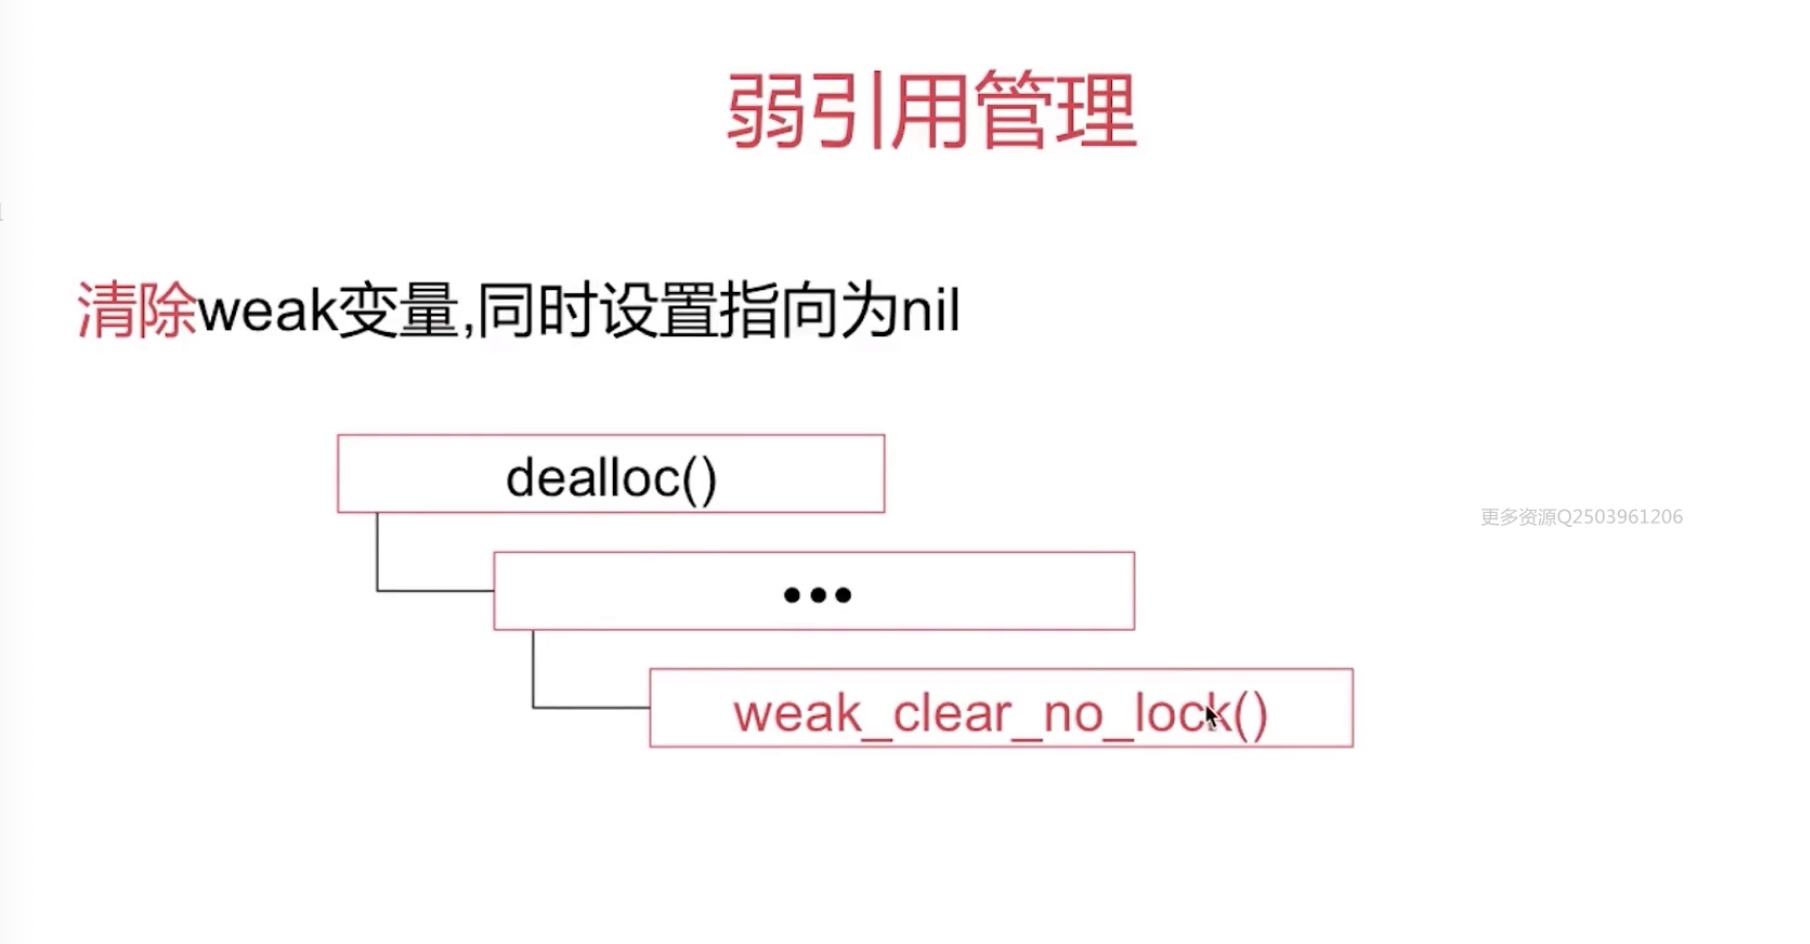 弱引用管理
清除weak变量,同时设置指向为nil
dealloc()
•••
更多资源Q2503961206
weak_clear_no_lock()